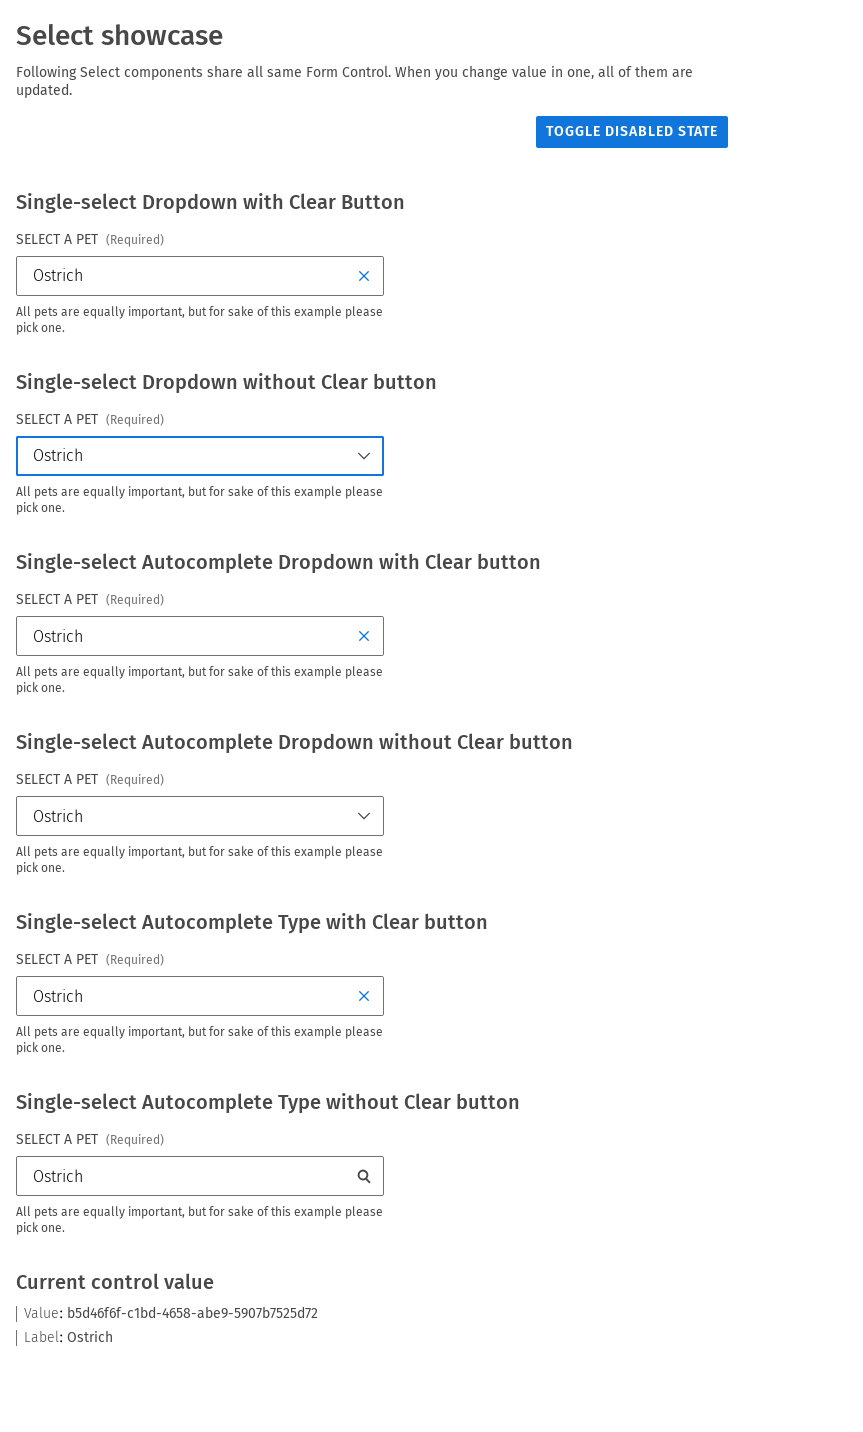 Select showcase
Following Select components share all same Form Control. When you change value in one, all of them are
updated.
TOGGLE DISABLED STATE
Single-select Dropdown with Clear Button
SELECT A PET (Required)
Ostrich
All pets are equally important, but for sake of this example please
pick one.
Single-select Dropdown without Clear button
SELECT A PET (Required)
Ostrich
All pets are equally important, but for sake of this example please
pick one.
Single-select Autocomplete Dropdown with Clear button
SELECT A PET (Required)
Ostrich
All pets are equally important, but for sake of this example please
pick one.
Single-select Autocomplete Dropdown without Clear button
SELECT A PET (Required)
Ostrich
All pets are equally important, but for sake of this example please
pick one.
Single-select Autocomplete Type with Clear button
SELECT A PET (Required)
Ostrich
All pets are equally important, but for sake of this example please
pick one.
Single-select Autocomplete Type without Clear button
SELECT A PET (Required)
Ostrich
All pets are equally important, but for sake of this example please
pick one.
Current control value
Value: b5d46f6f-c1bd-4658-abe9-5907b7525d72
Label: Ostrich